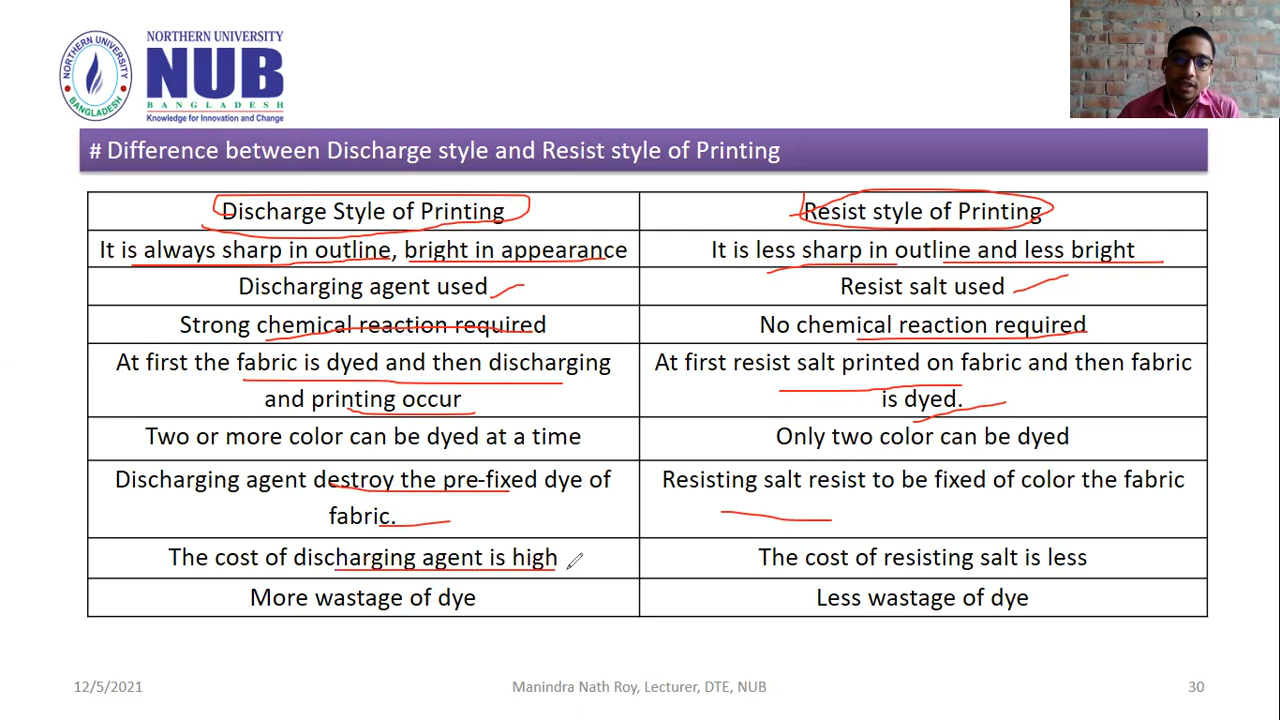 NORTHERN UNIVERSITY
BANGLADESH
NORTHERN UNIVERSITY
NUB
BANGLADESH
Knowledge for Innovation and Change
# Difference between Discharge style and Resist style of Printing
Discharge Style of Printing
Resist style of Printing
It is always sharp in outline, bright in appearance
It is less sharp in outline and less bright
Discharging agent used
Resist salt used
Strong chemical reaction required
No chemical reaction required
At first the fabric is dyed and then discharging
and printing occur
At first resist salt printed on fabric and then fabric
is dyed.
Two or more color can be dyed at a time
Only two color can be dyed
Discharging agent destroy the pre-fixed dye of
fabric.
Resisting salt resist to be fixed of color the fabric
The cost of discharging agent is high
The cost of resisting salt is less
More wastage of dye
Less wastage of dye
12/5/2021
Manindra Nath Roy, Lecturer, DTE, NUB
30